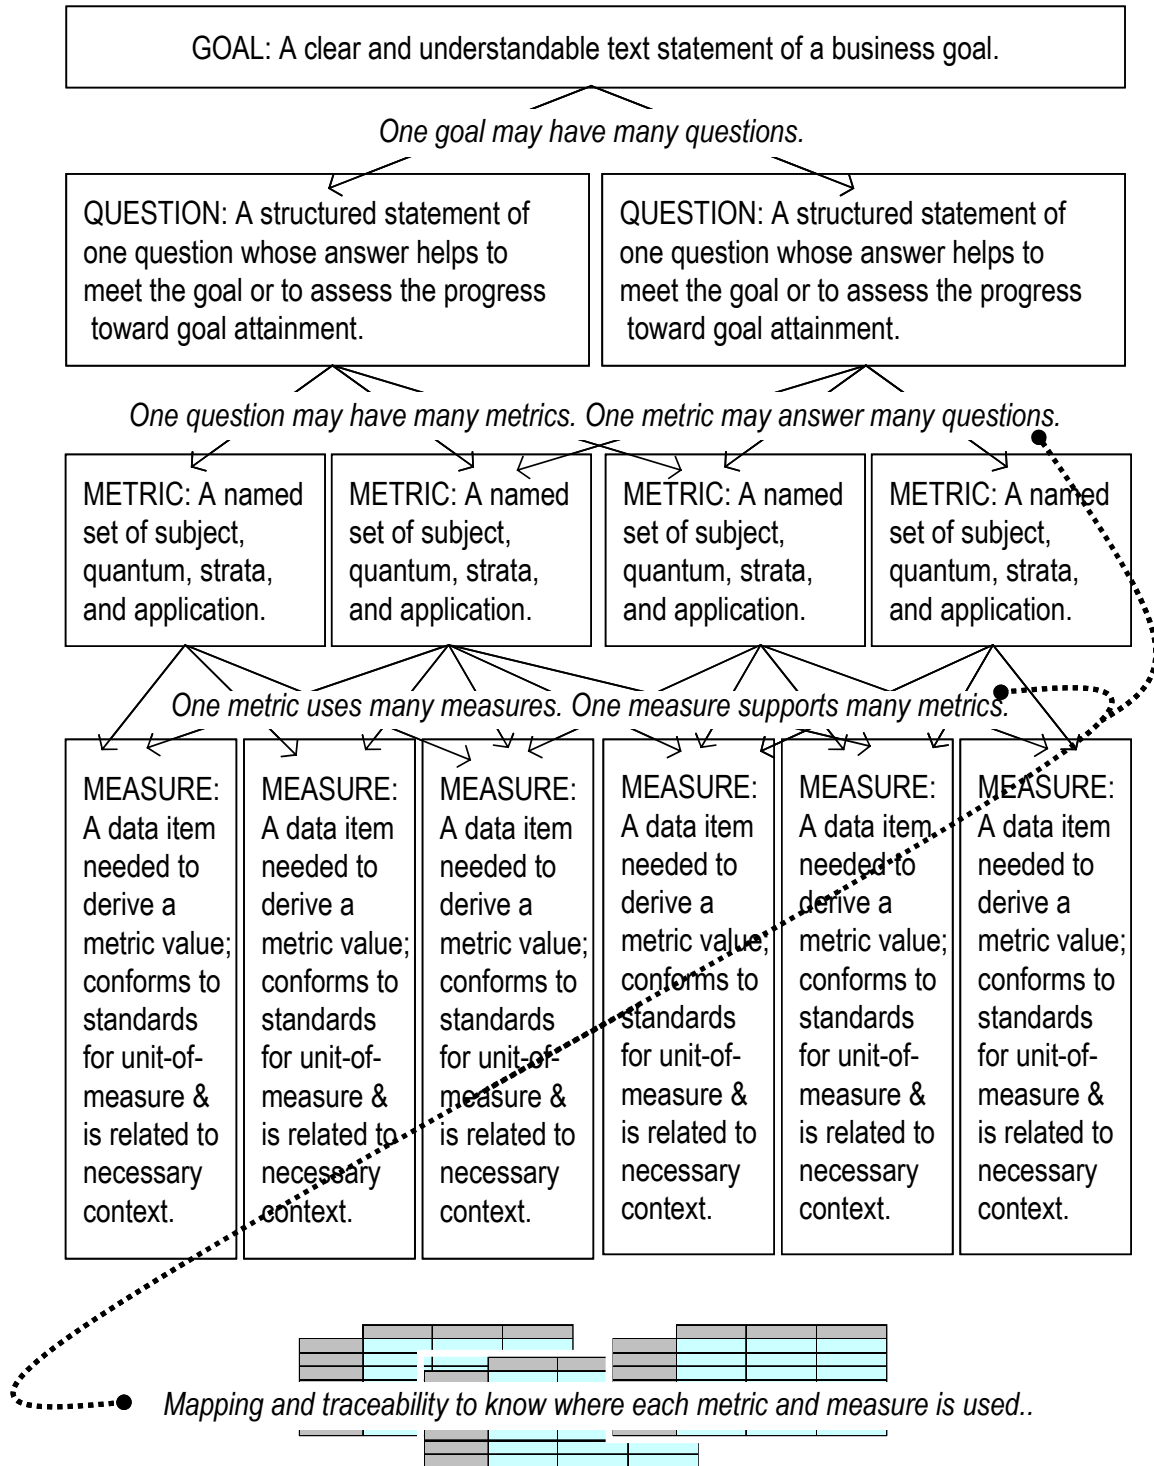 GOAL: A clear and understandable text statement of a business goal.
One goal may have many questions.
QUESTION: A structured statement of
one question whose answer helps to
meet the goal or to assess the progress
toward goal attainment.
QUESTION: A structured statement of
one question whose answer helps to
meet the goal or to assess the progress
toward goal attainment.
One question may have many metrics. One metric may answer many questions.
METRIC: A named
set of subject,
quantum, strata,
and application.
METRIC: A named
set of subject,
quantum, strata,
and application.
METRIC: A named
set of subject,
quantum, strata,
and application.
METRIC: A named
set of subject,
quantum, strata,
and application.
One metric uses many measures. One measure supports many metrics.
MEASURE:
A data item
needed to
derive a
metric value;
conforms to
standards
for unit-of-
measure &
is related to
necessary
context.
MEASURE:
A data item
needed to
derive a
metric value;
conforms to
standards
for unit-of-
measure &
is related to
necessary
context.
MEASURE:
A data item
needed to
derive a
metric value;
conforms to
standards
for unit-of-
measure &
is related to
necessary
context.
MEASURE:
A data item
needed to
derive a
metric value;
conforms to
standards
for unit-of-
measure &
is related to
necessary
context.
MEASURE:
A data item
needed to
derive a
metric value;
conforms to
standards
for unit-of-
measure &
is related to
necessary
context.
MEASURE:
A data item
needed to
derive a
metric value;
conforms to
standards
for unit-of-
measure &
is related to
necessary
context.
Mapping and traceability to know where each metric and measure is used..